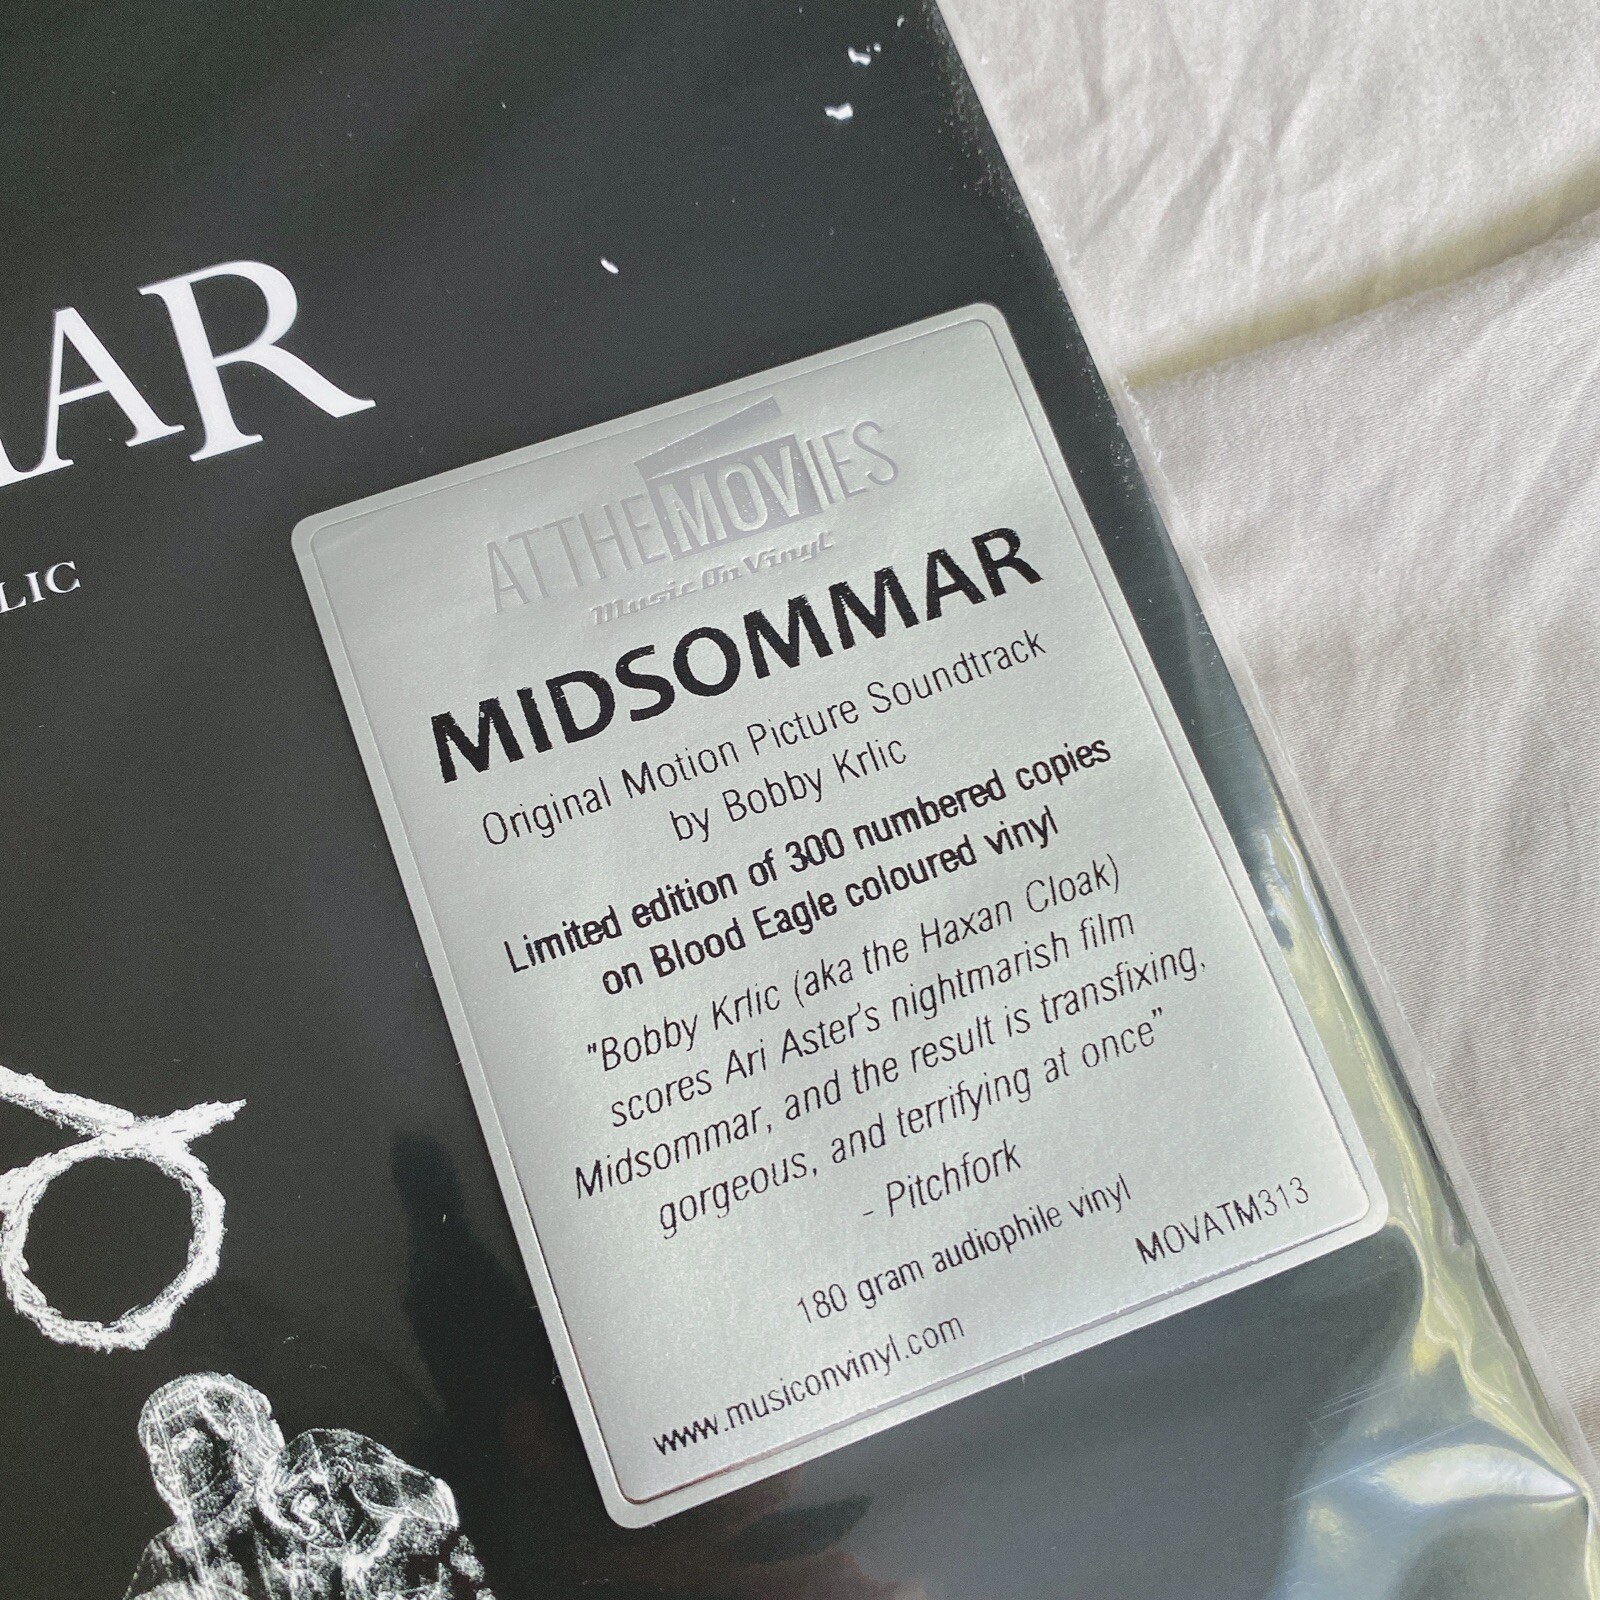 AR
LIC
ATTHEMOVIES
Music On Vinyl
MIDSOMMAR
Original Motion Picture Soundtrack
by Bobby Krlic
Limited edition of 300 numbered copies
on Blood Eagle coloured vinyl
"Bobby Krlic (aka the Haxan Cloak)
scores Ari Aster's nightmarish film
Midsommar, and the result is transfixing,
gorgeous, and terrifying at once”
- Pitchfork
180 gram audiophile vinyl
MOVATM313
www.musiconvinyl.com